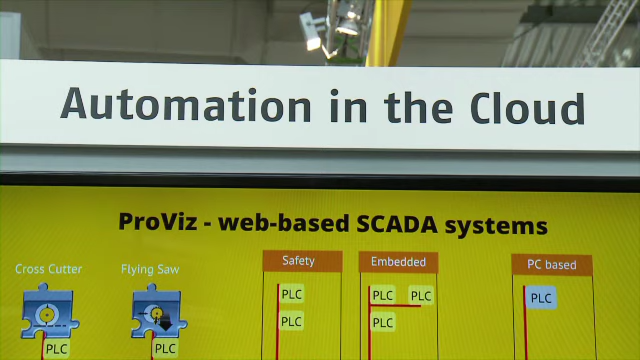 Automation in the Cloud
ProViz - web-based SCADA systems
Cross Cutter
Flying Saw
Safety
Embedded
PC based
PLC
PLC
PLC
PLC
PLC
PLC
PLC
PLC